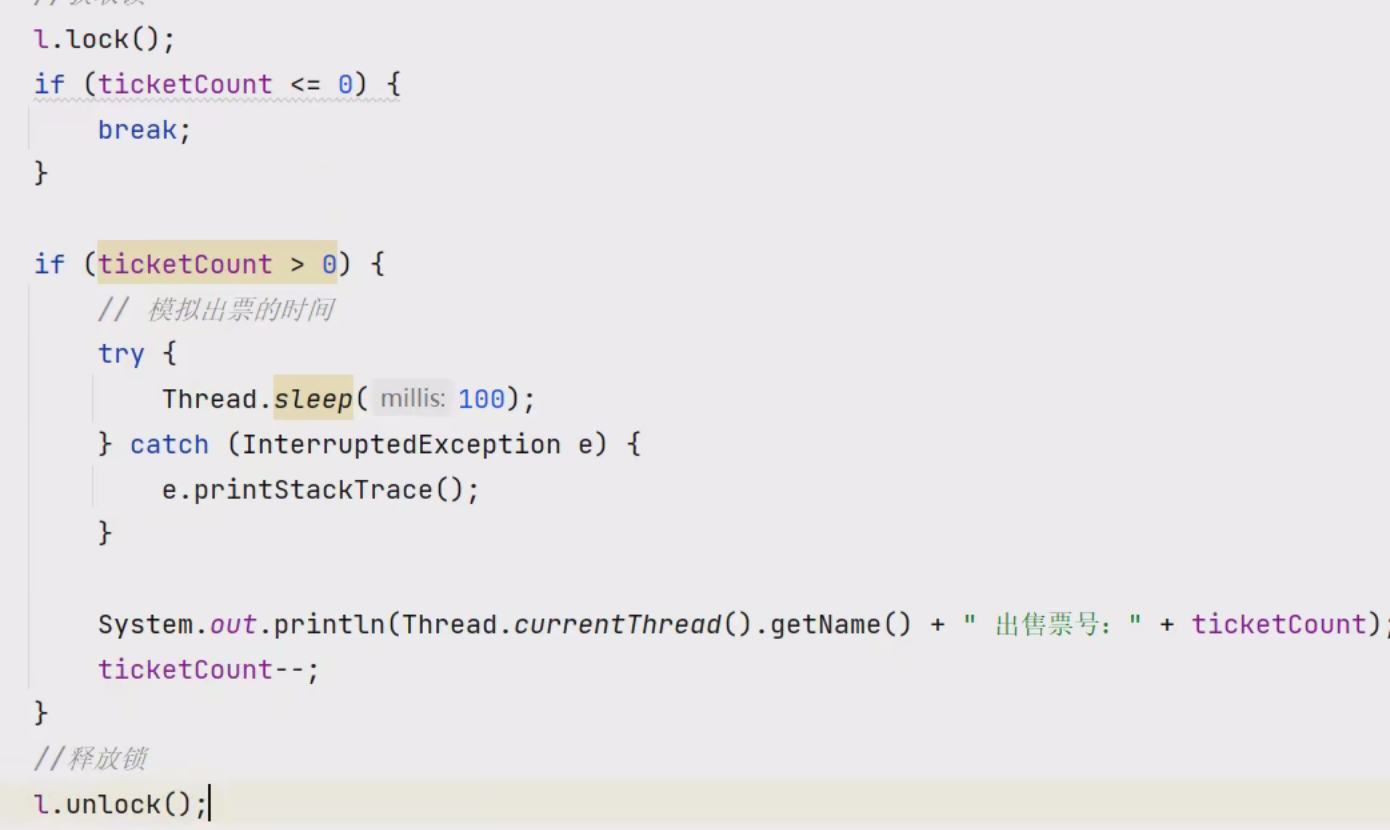 l.lock();
if (ticketCount <= 0) {
break;
}
if (ticketCount > 0) {
// 模拟出票的时间
try {
Thread.sleep( millis: 100);
} catch (InterruptedException e) {
e.printStackTrace();
}
System.out.println(Thread.currentThread().getName() + " 出售票号：" + ticketCount);
ticketCount--;
}
//释放锁
l.unlock();